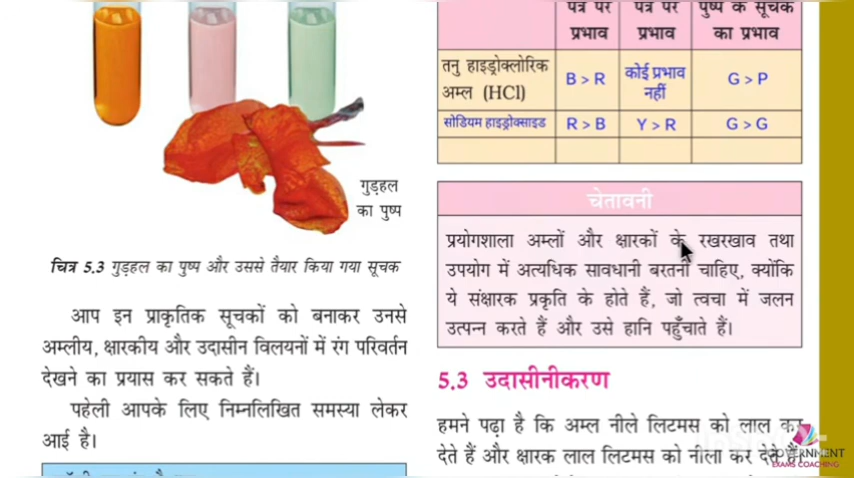 गुड़हल
का पुष्प
चित्र 5.3 गुड़हल का पुष्प और उससे तैयार किया गया सूचक
आप इन प्राकृतिक सूचकों को बनाकर उनसे
अम्लीय, क्षारकीय और उदासीन विलयनों में रंग परिवर्तन
देखने का प्रयास कर सकते हैं।
पहेली आपके लिए निम्नलिखित समस्या लेकर
आई है।
पत्र पर पत्र पर पुष्प के सूचक
प्रभाव प्रभाव का प्रभाव
तनु हाइड्रोक्लोरिक
अम्ल (HCl)
B > R
कोई प्रभाव
नहीं
G > P
सोडियम हाइड्रोक्साइड R > B Y > R G > G
चेतावनी
प्रयोगशाला अम्लों और क्षारकों के रखरखाव तथा
उपयोग में अत्यधिक सावधानी बरतनी चाहिए, क्योंकि
ये संक्षारक प्रकृति के होते हैं, जो त्वचा में जलन
उत्पन्न करते हैं और उसे हानि पहुँचाते हैं।
5.3 उदासीनीकरण
हमने पढ़ा है कि अम्ल नीले लिटमस को लाल कर
देते हैं और क्षारक लाल लिटमस को नीला कर देते हैं।
GOVERNMENT
EXAMS COACHING